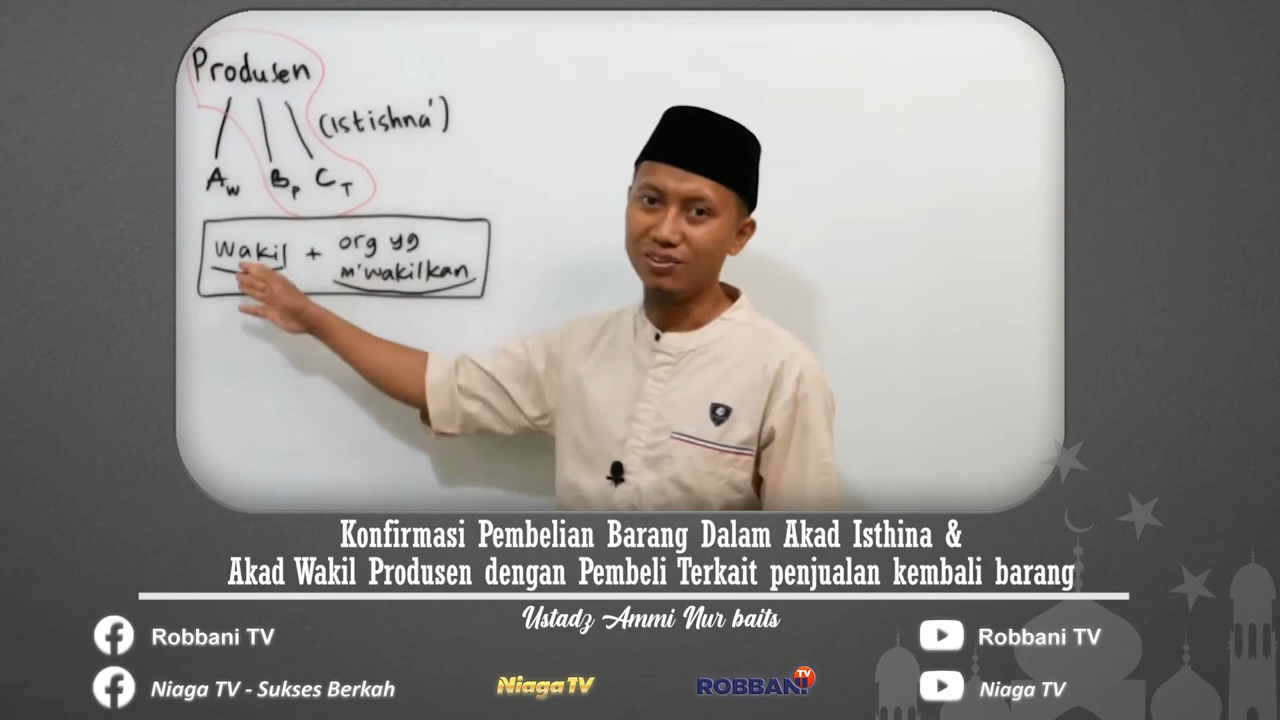 Produsen
(Istishna')
Aw Bp CT
Wakil + org yg
m'wakilkan
Konfirmasi Pembelian Barang Dalam Akad Isthina &
Akad Wakil Produsen dengan Pembeli Terkait penjualan kembali barang
Ustadz Ammi Nur baits
Robbani TV
Robbani TV
Niaga TV - Sukses Berkah
Niaga TV
ROBBANI TV
Niaga TV